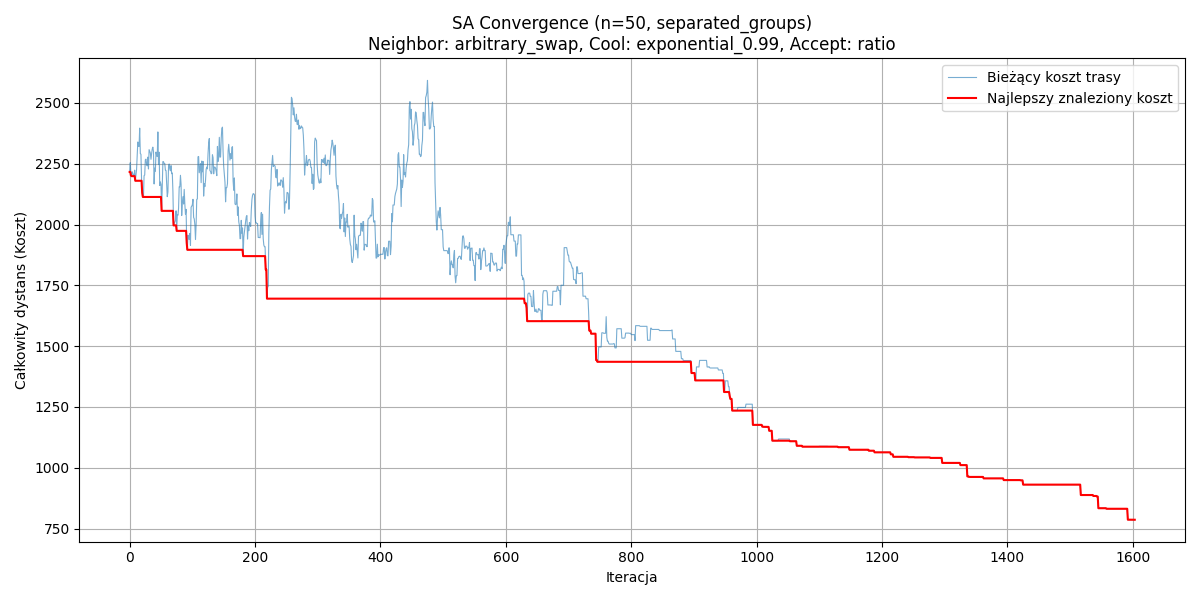 SA Convergence (n=50, separated_groups)
Neighbor: arbitrary_swap, Cool: exponential_0.99, Accept: ratio
Bieżący koszt trasy
Najlepszy znaleziony koszt
Całkowity dystans (Koszt)
2500
2250
2000
1750
1500
1250
1000
750
0 200 400 600 800 1000 1200 1400 1600
Iteracja